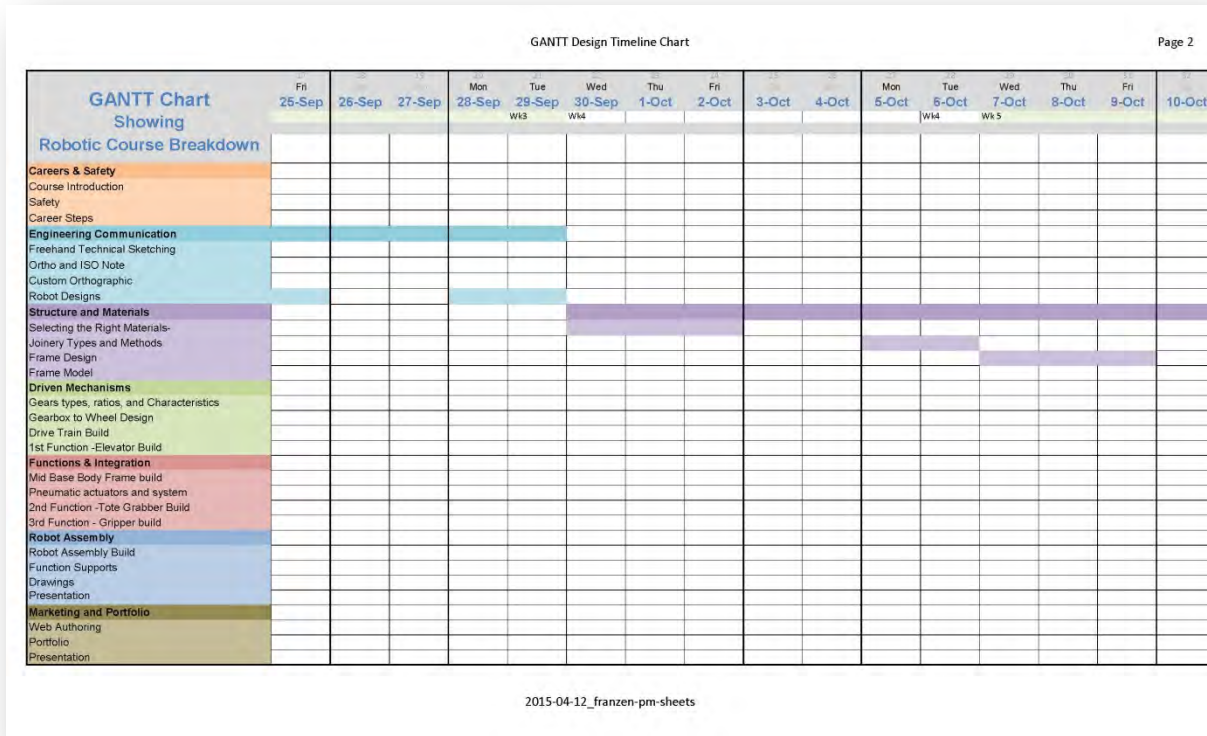 GANTT Design Timeline Chart
Page 2
GANTT Chart
Showing
Robotic Course Breakdown
Fri Mon Tue Wed Thu Fri Mon Tue Wed Thu Fri
25-Sep 26-Sep 27-Sep 28-Sep 29-Sep 30-Sep 1-Oct 2-Oct 3-Oct 4-Oct 5-Oct 6-Oct 7-Oct 8-Oct 9-Oct 10-Oct
Wk3 Wk4 Wk4 Wk 5
Careers & Safety
Course Introduction
Safety
Career Steps
Engineering Communication
Freehand Technical Sketching
Ortho and ISO Note
Custom Orthographic
Robot Designs
Structure and Materials
Selecting the Right Materials-
Joinery Types and Methods
Frame Design
Frame Model
Driven Mechanisms
Gears types, ratios, and Characteristics
Gearbox to Wheel Design
Drive Train Build
1st Function -Elevator Build
Functions & Integration
Mid Base Body Frame build
Pneumatic actuators and system
2nd Function -Tote Grabber Build
3rd Function - Gripper build
Robot Assembly
Robot Assembly Build
Function Supports
Drawings
Presentation
Marketing and Portfolio
Web Authoring
Portfolio
Presentation
2015-04-12_franzen-pm-sheets